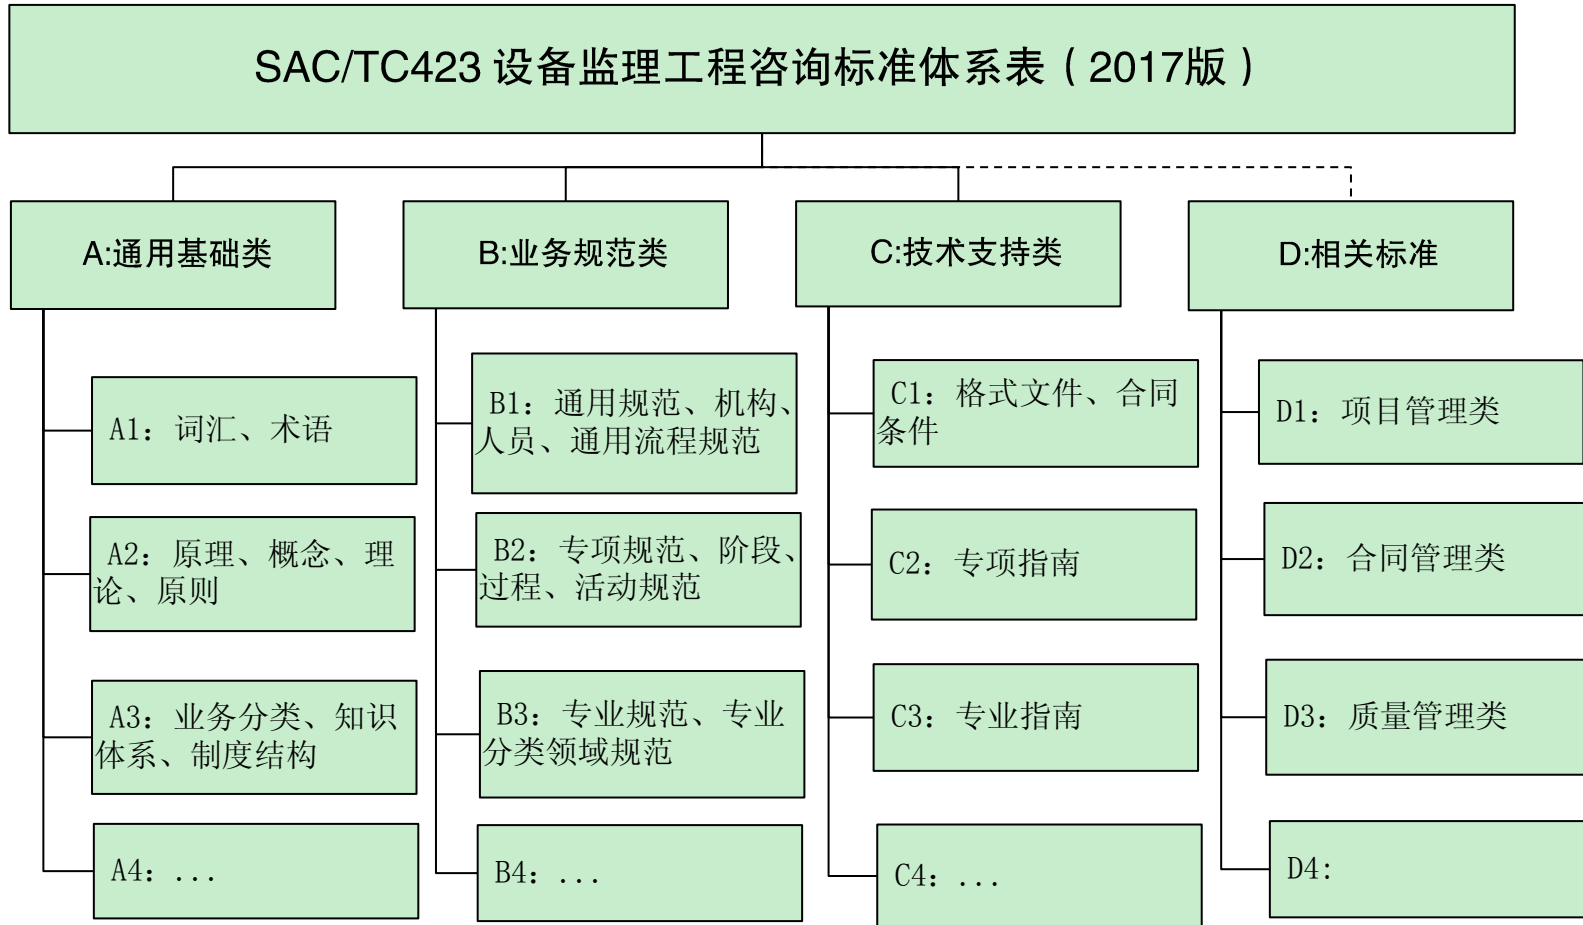 SAC/TC423 设备监理工程咨询标准体系表（2017版）
A:通用基础类
B:业务规范类
C:技术支持类
D:相关标准
A1：词汇、术语
A2：原理、概念、理
论、原则
A3：业务分类、知识
体系、制度结构
A4：...
B1：通用规范、机构、
人员、通用流程规范
B2：专项规范、阶段、
过程、活动规范
B3：专业规范、专业
分类领域规范
B4：...
C1：格式文件、合同
条件
C2：专项指南
C3：专业指南
C4：...
D1：项目管理类
D2：合同管理类
D3：质量管理类
D4: